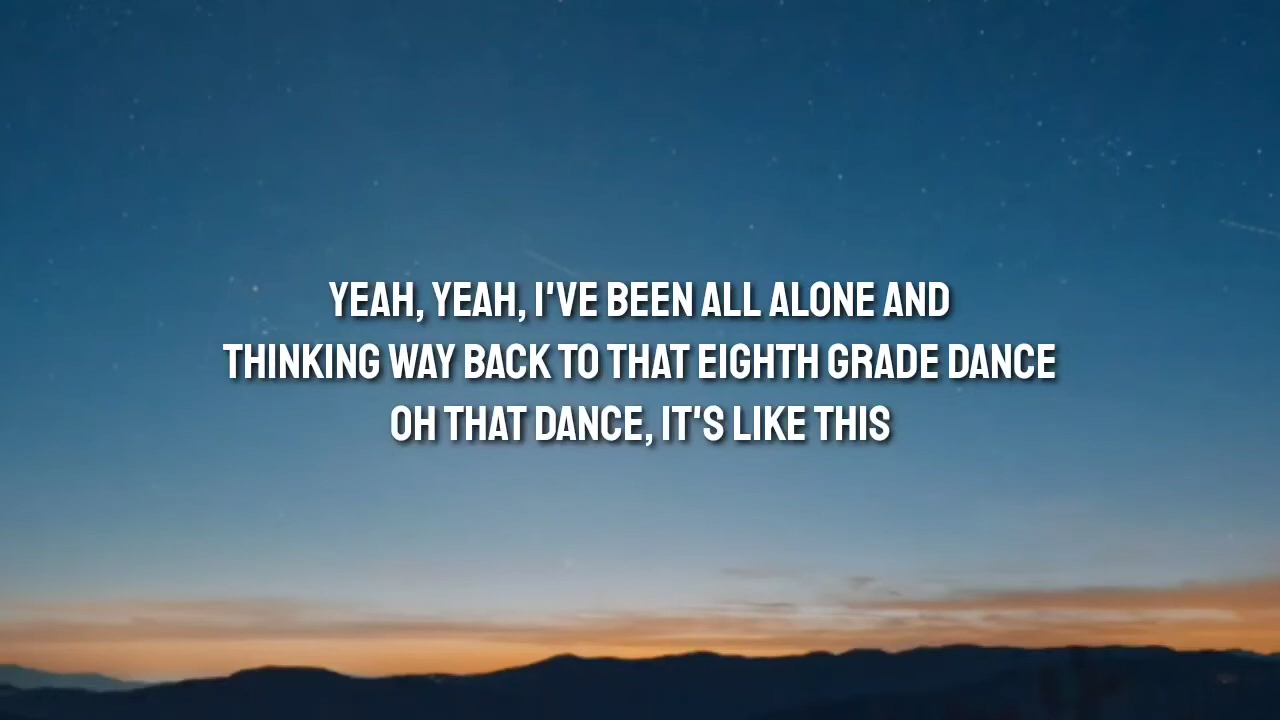 YEAH, YEAH, I'VE BEEN ALL ALONE AND
THINKING WAY BACK TO THAT EIGHTH GRADE DANCE
OH THAT DANCE, IT'S LIKE THIS